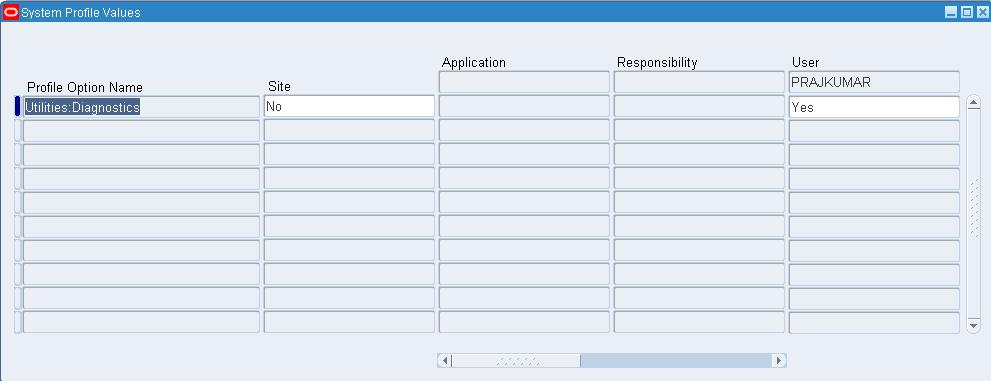 System Profile Values
Application Responsibility User
PRAJKUMAR
Profile Option Name Site
Utilities:Diagnostics No Yes